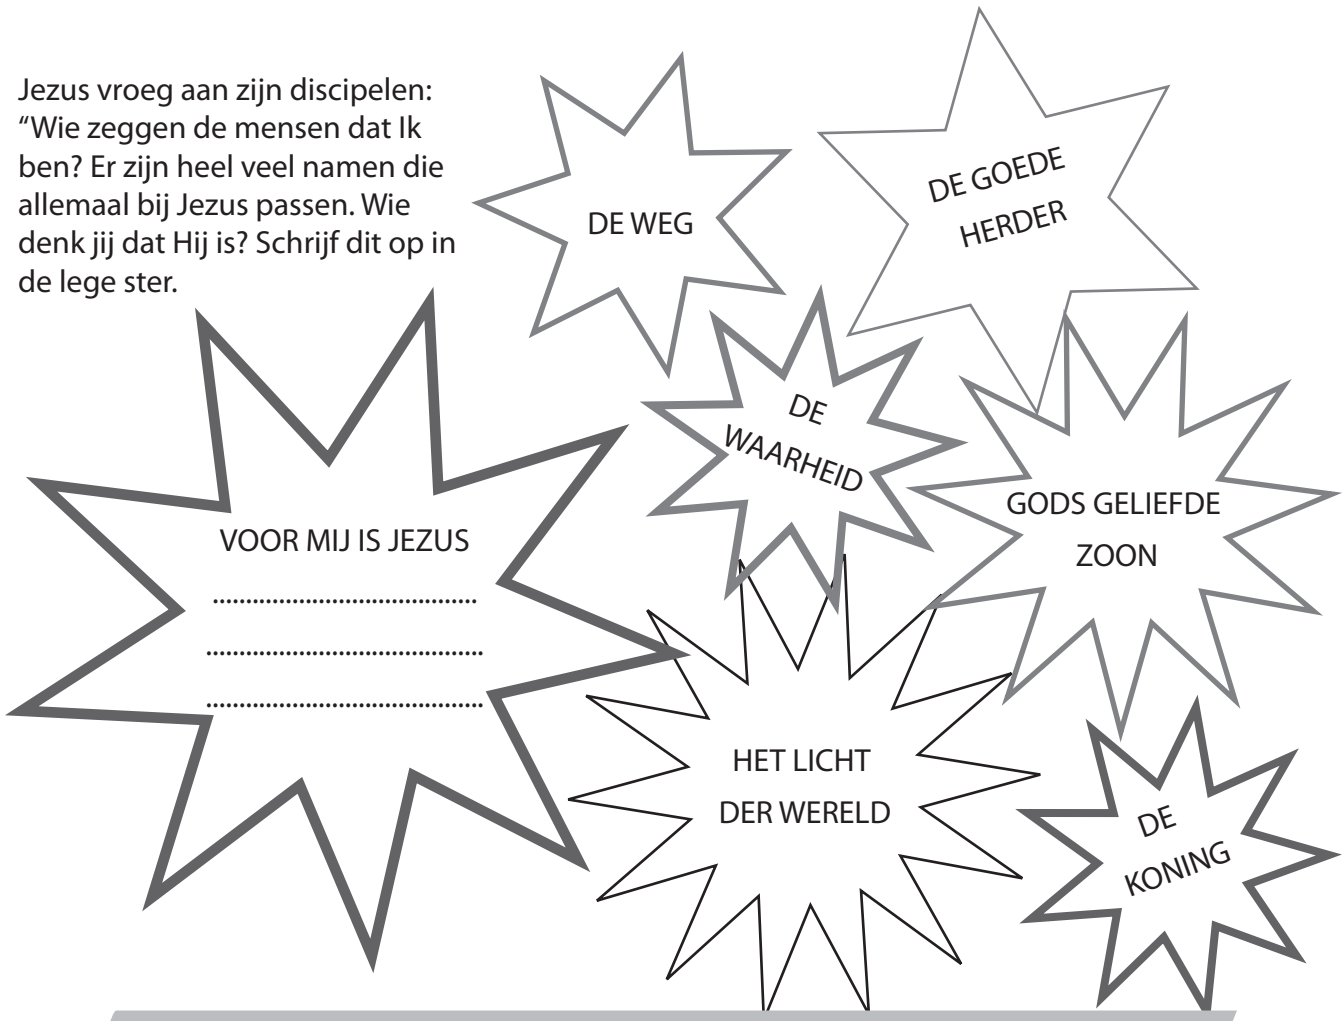 Jezus vroeg aan zijn discipelen:
“Wie zeggen de mensen dat Ik
ben? Er zijn heel veel namen die
allemaal bij Jezus passen. Wie
denk jij dat Hij is? Schrijf dit op in
de lege ster.
DE WEG
DE GOEDE
HERDER
DE
WAARHEID
GODS GELIEFDE
ZOON
VOOR MIJ IS JEZUS
........................................
..........................................
..........................................
HET LICHT
DER WERELD
DE
KONING